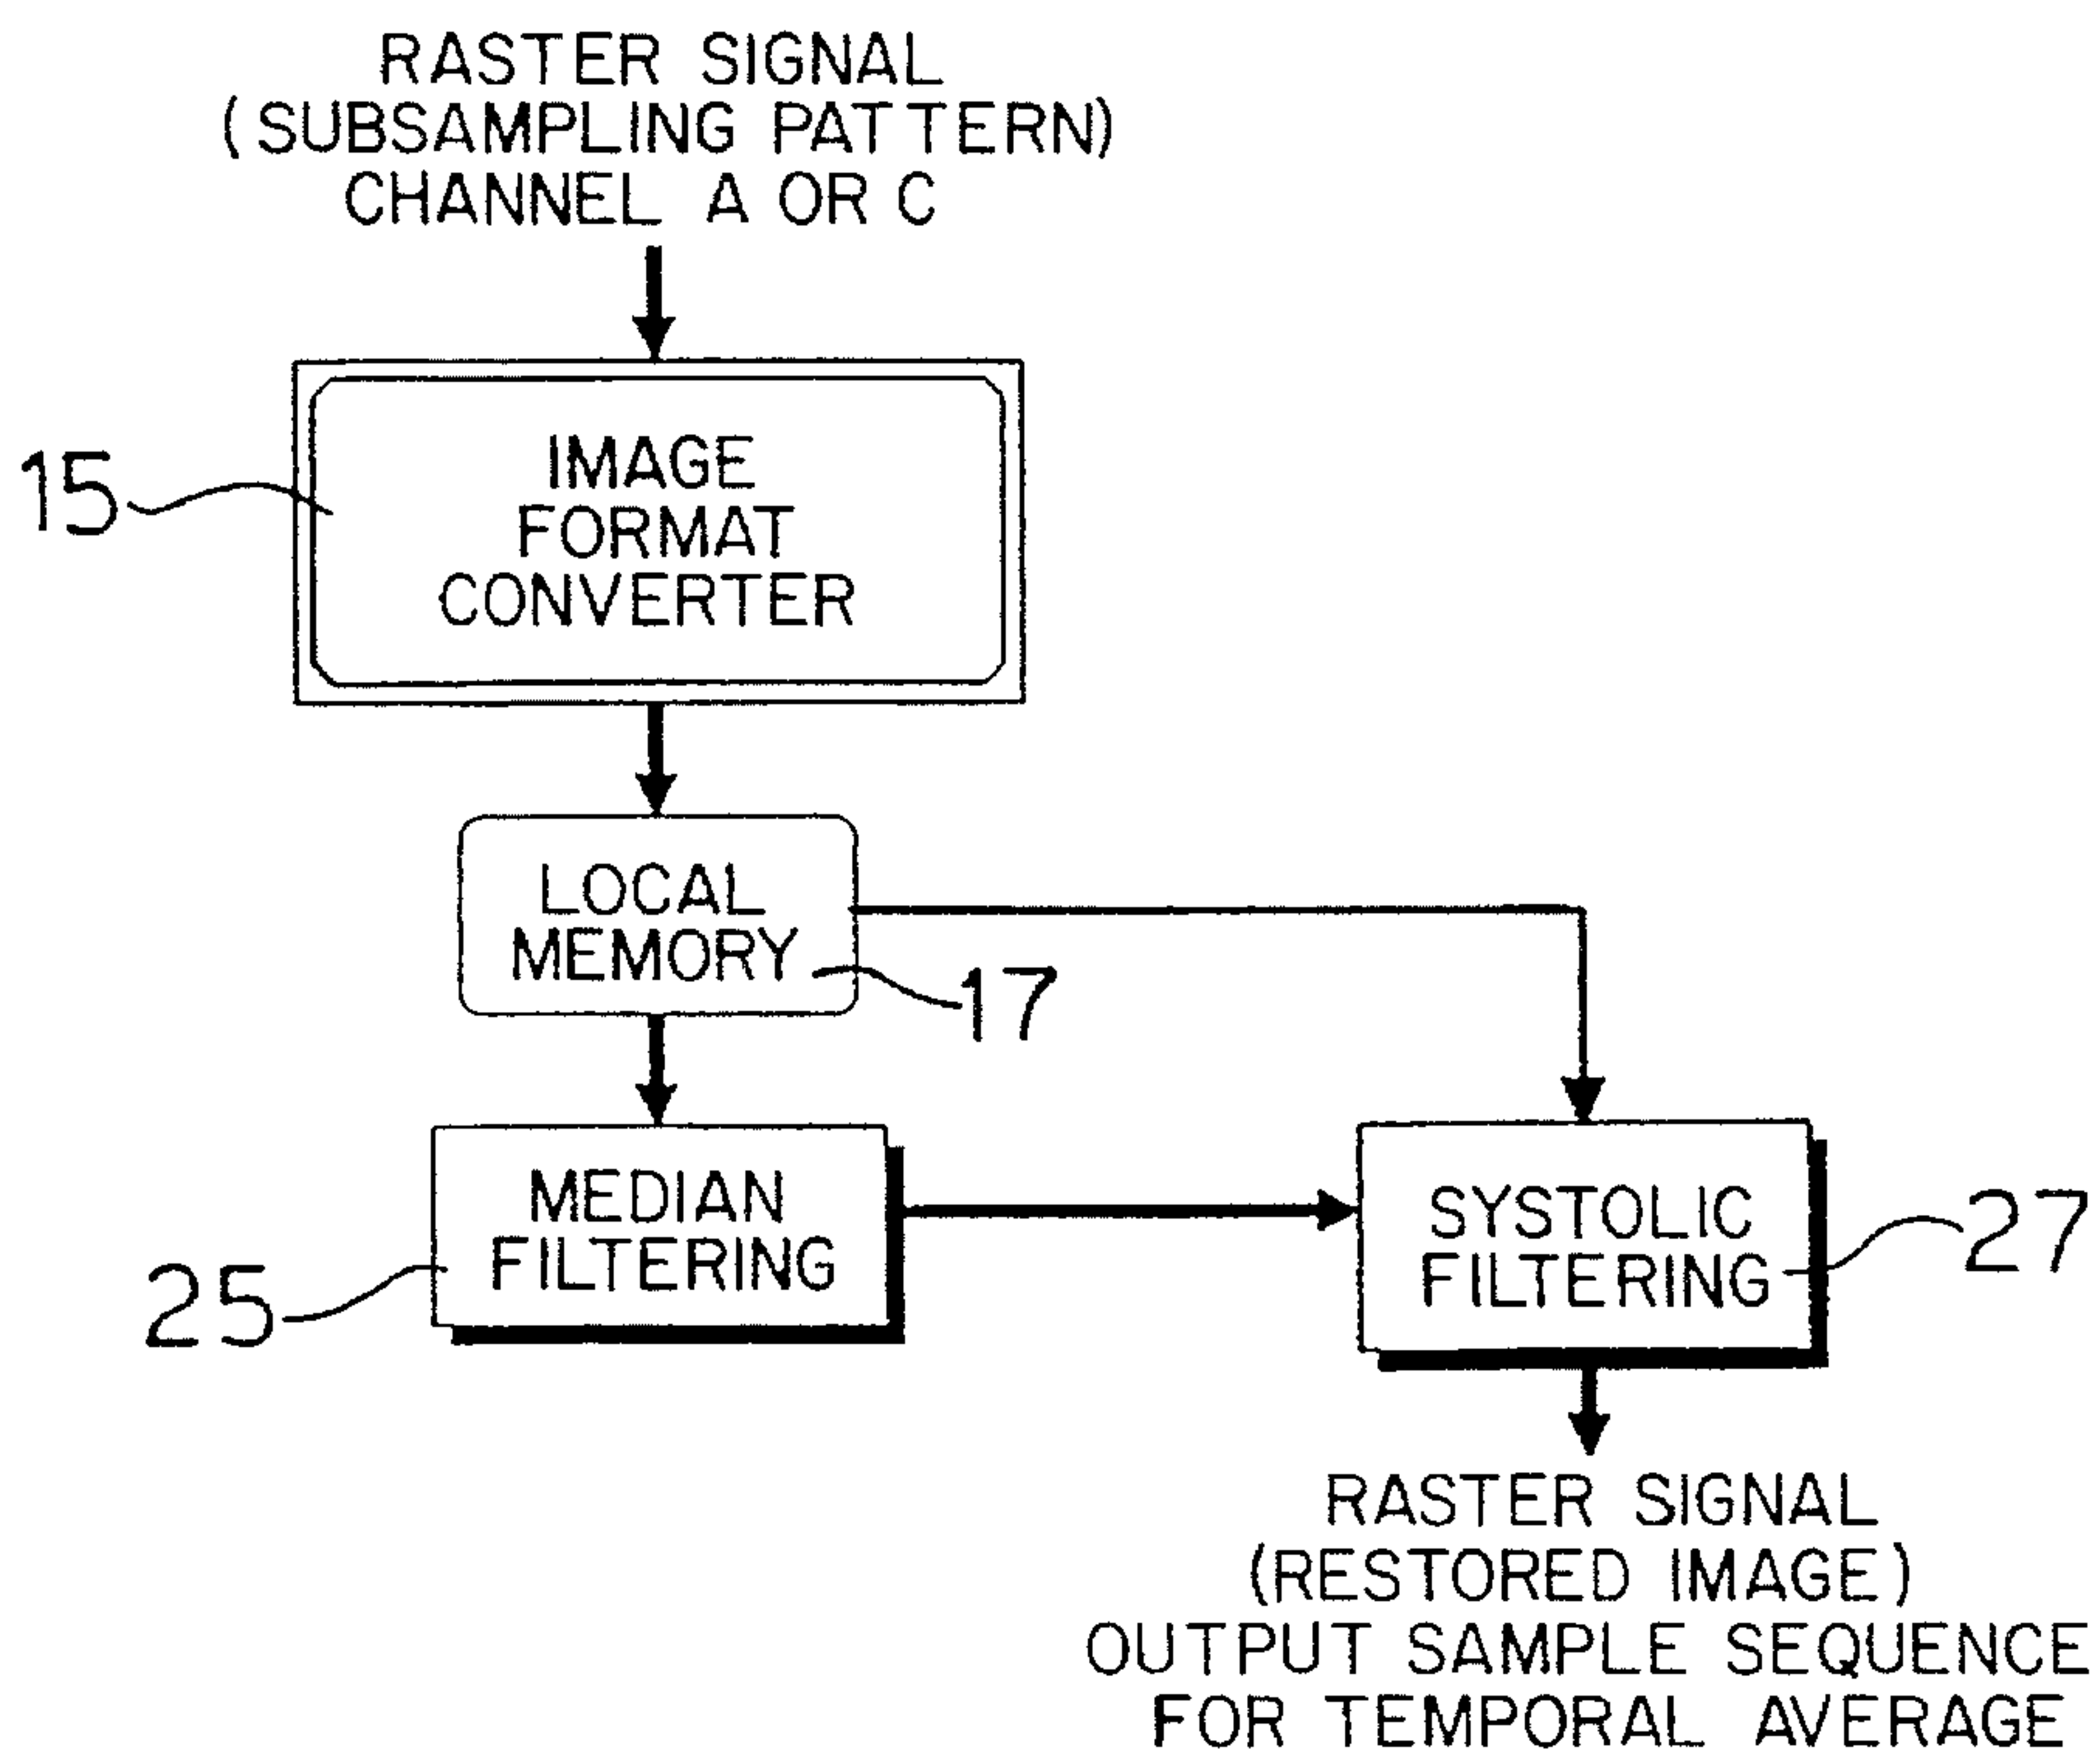 RASTER SIGNAL
(SUBSAMPLING PATTERN)
CHANNEL A OR C
15
IMAGE
FORMAT
CONVERTER
LOCAL
MEMORY
17
MEDIAN
FILTERING
25
SYSTOLIC
FILTERING
27
RASTER SIGNAL
(RESTORED IMAGE)
OUTPUT SAMPLE SEQUENCE
FOR TEMPORAL AVERAGE